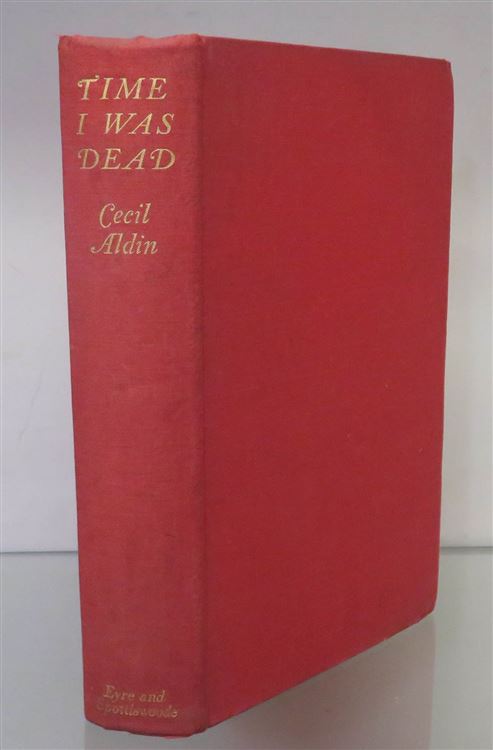 TIME
I WAS
DEAD
Cecil
Aldin
Eyre and
Spottiswoode